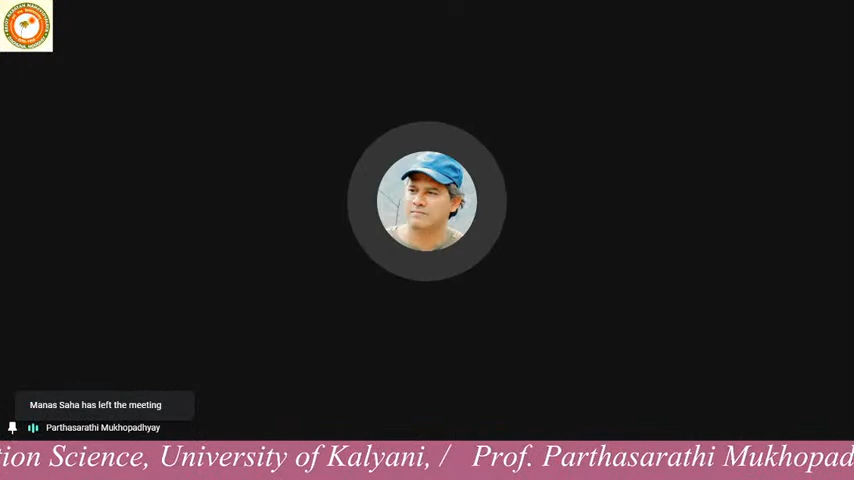 Manas Saha has left the meeting
Parthasarathi Mukhopadhyay
tion Science, University of Kalyani, / Prof. Parthasarathi Mukhopad